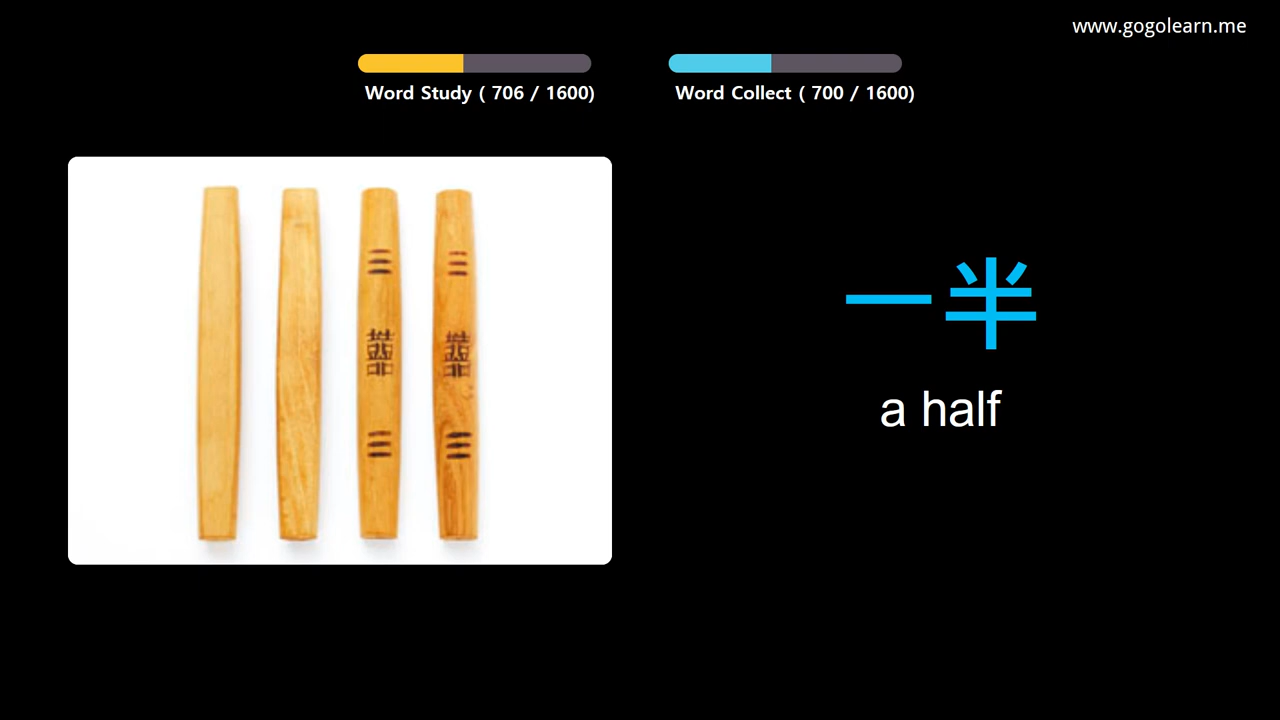 www.gogolearn.me
Word Study ( 706 / 1600)
Word Collect ( 700 / 1600)
一半
a half